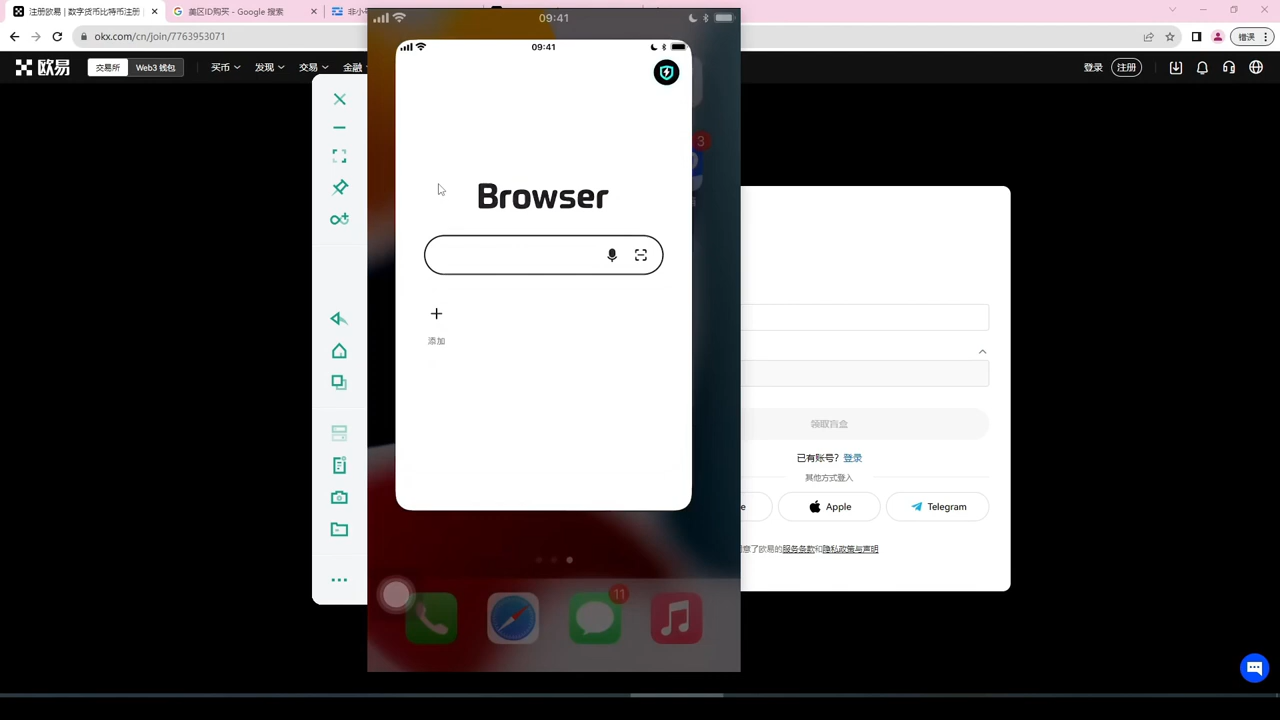 注册欧易 | 数字货币比特币注册
美区ID购买 - Google 搜索
非小
okx.com/cn/join/7763953071
错误
欧易
交易所
Web3 钱包
买币
发现
交易
金融
登录
注册
09:41
09:41
3
Browser
添加
领取盲盒
已有账号? 登录
其他方式登入
e
Apple
Telegram
意了欧易的服务条款和隐私政策与声明
11